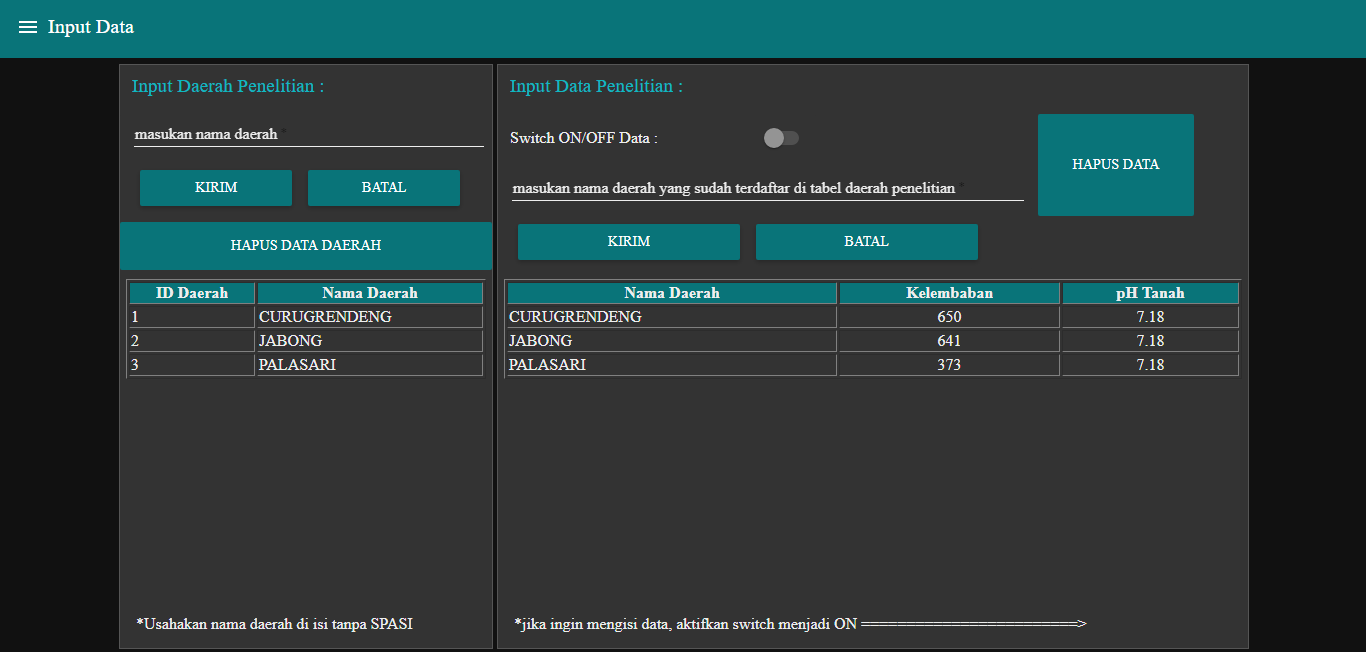 Input Data
Input Daerah Penelitian :
masukan nama daerah *
KIRIM BATAL
HAPUS DATA DAERAH
ID Daerah Nama Daerah
1 CURUGRENDENG
2 JABONG
3 PALASARI
*Usahakan nama daerah di isi tanpa SPASI
Input Data Penelitian :
Switch ON/OFF Data :
HAPUS DATA
masukan nama daerah yang sudah terdaftar di tabel daerah penelitian *
KIRIM BATAL
Nama Daerah Kelembaban pH Tanah
CURUGRENDENG 650 7.18
JABONG 641 7.18
PALASARI 373 7.18
*jika ingin mengisi data, aktifkan switch menjadi ON ========================>